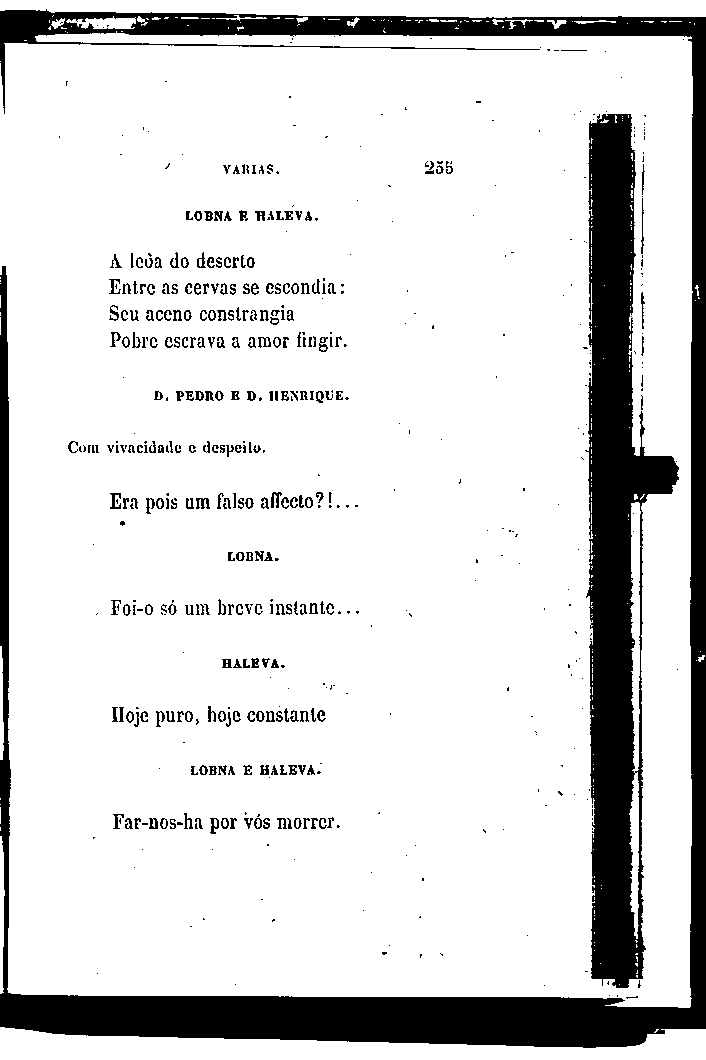 VARIAS. 255
LOBNA E HALEVA.
A leôa do deserto
Entre as cervas se escondia:
Seu aceno constrangia
Pobre escrava a amor fingir.
D. PEDRO E D. HENRIQUE.
Com vivacidade e despeito.
Era pois um falso affecto?!...
LOBNA.
Foi-o só um breve instante...
HALEVA.
Hoje puro, hoje constante
LOBNA E HALEVA.
Far-nos-ha por vós morrer.